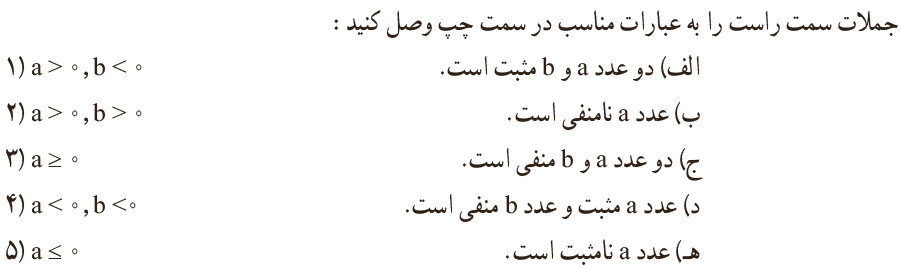 جملات سمت راست را به عبارات مناسب در سمت چپ وصل کنید :
الف) دو عدد a و b مثبت است. ۱) a > ۰ , b < ۰
ب) عدد a نامنفی است. ۲) a > ۰ , b > ۰
ج) دو عدد a و b منفی است. ۳) a ≥ ۰
د) عدد a مثبت و عدد b منفی است. ۴) a < ۰ , b <۰
هـ) عدد a نامثبت است. ۵) a ≤ ۰